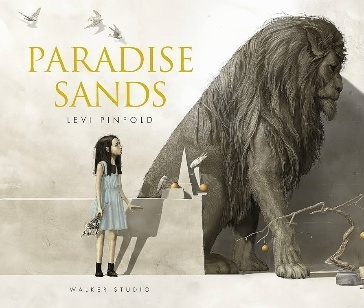 PARADISE
SANDS
LEVI PINFOLD
WALKER STUDIO